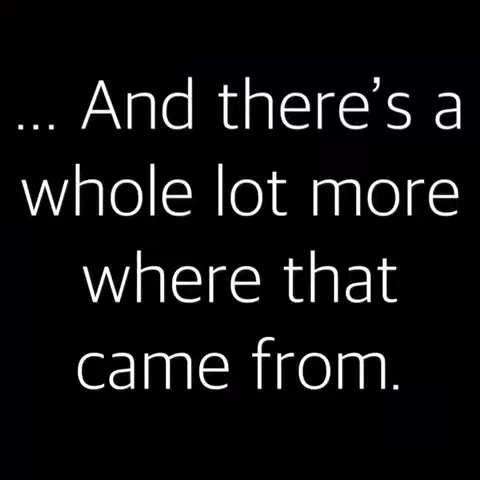 ... And there’s a
whole lot more
where that
came from.